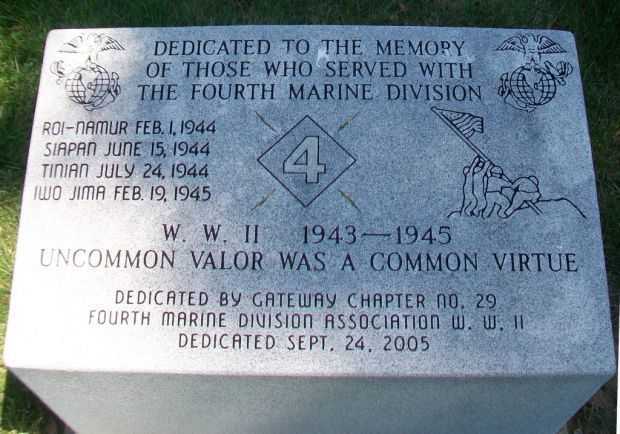 DEDICATED TO THE MEMORY
OF THOSE WHO SERVED WITH
THE FOURTH MARINE DIVISION
ROI-NAMUR FEB. 1, 1944
SIAPAN JUNE 15, 1944
TINIAN JULY 24, 1944
IWO JIMA FEB. 19, 1945
4
W. W. II 1943—1945
UNCOMMON VALOR WAS A COMMON VIRTUE
DEDICATED BY GATEWAY CHAPTER NO. 29
FOURTH MARINE DIVISION ASSOCIATION W. W. II
DEDICATED SEPT. 24, 2005